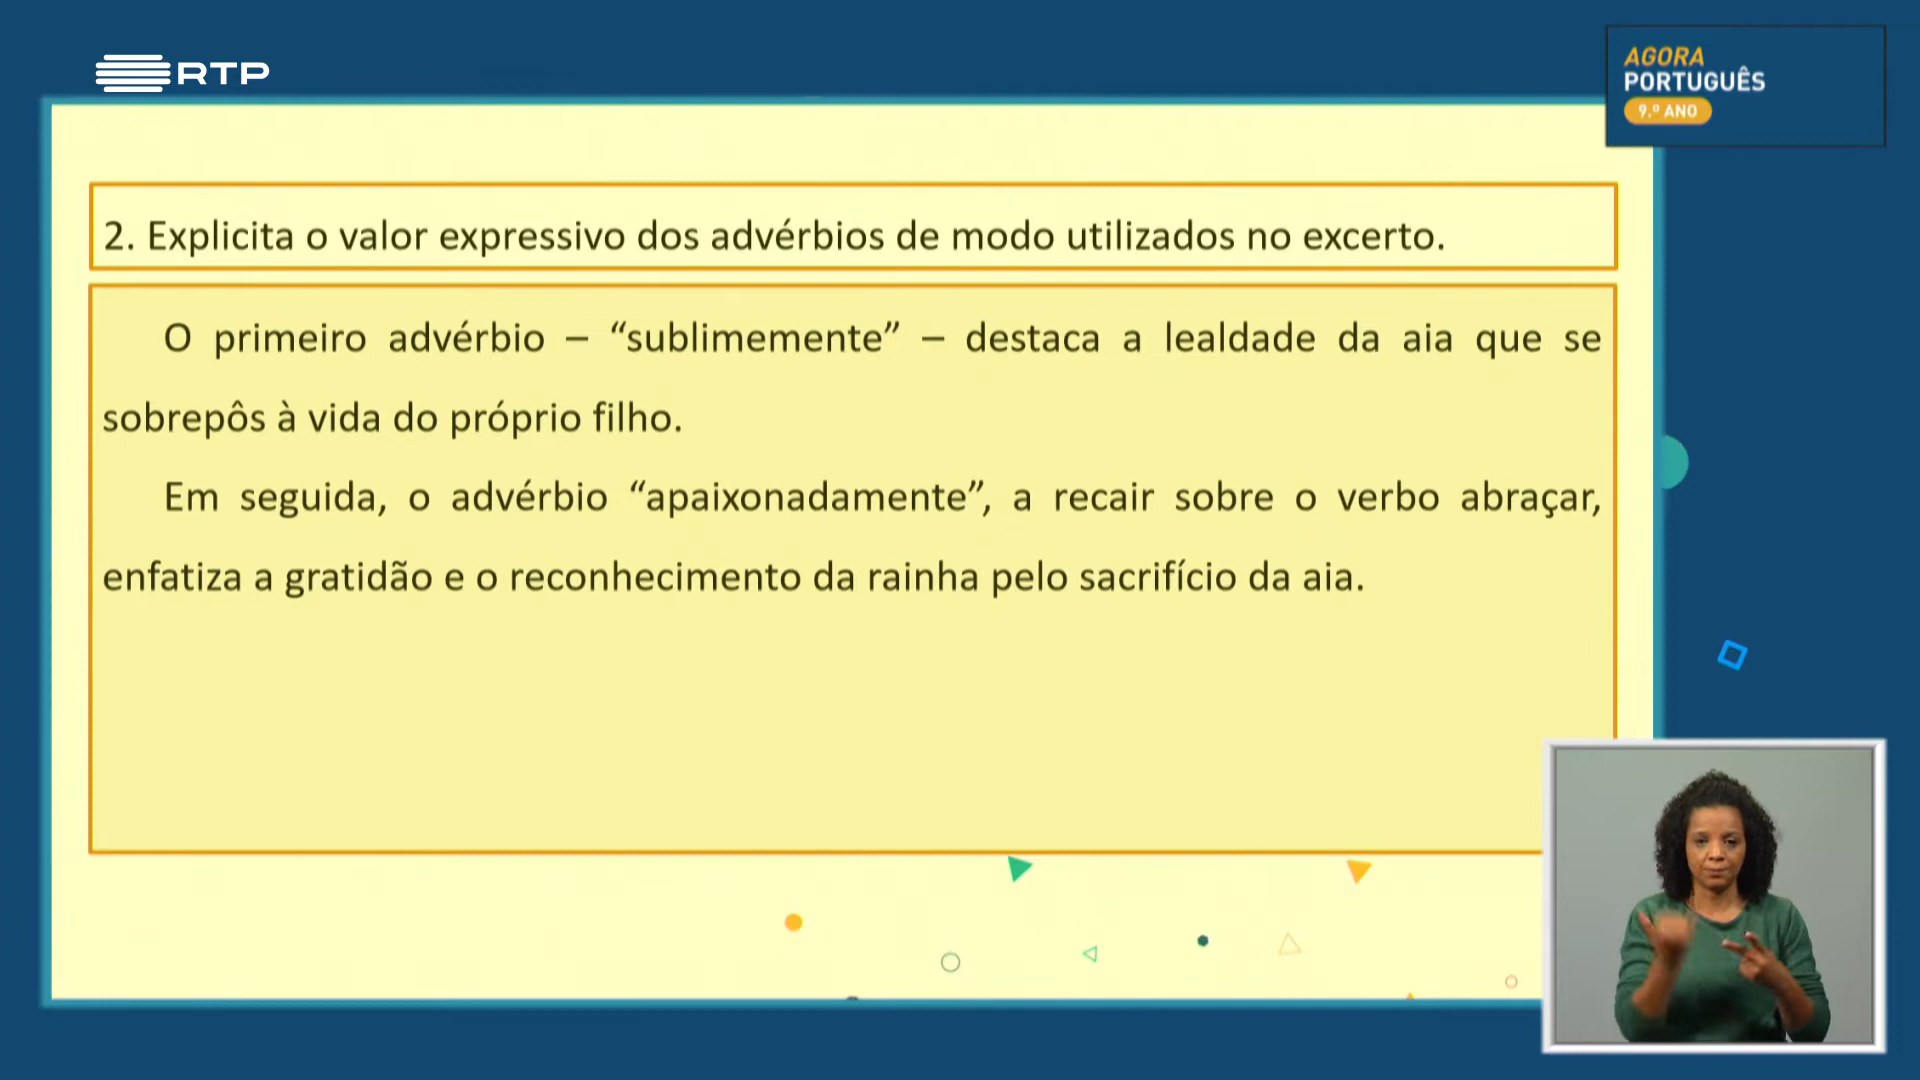 RTP
AGORA
PORTUGUÊS
9.º ANO
2. Explicita o valor expressivo dos advérbios de modo utilizados no excerto.
O primeiro advérbio – “sublimemente” – destaca a lealdade da aia que se
sobrepôs à vida do próprio filho.
Em seguida, o advérbio “apaixonadamente”, a recair sobre o verbo abraçar,
enfatiza a gratidão e o reconhecimento da rainha pelo sacrifício da aia.